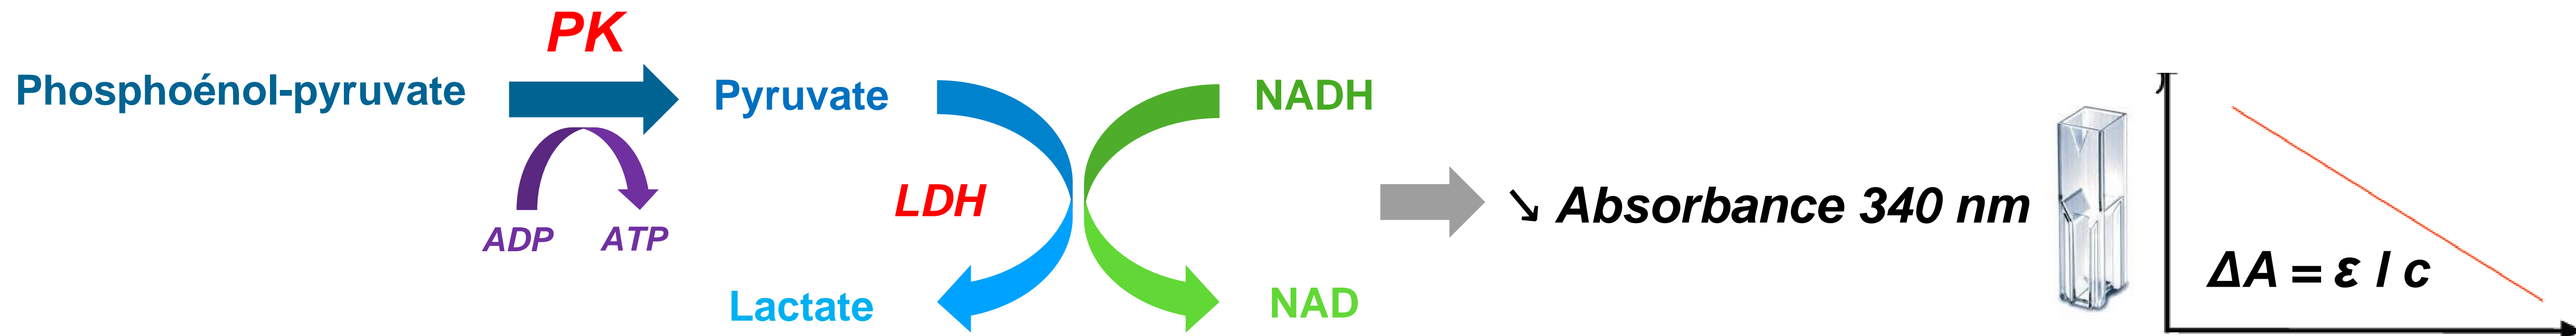 PK
Phosphoénol-pyruvate
Pyruvate
NADH
ADP
ATP
LDH
↘ Absorbance 340 nm
Lactate
NAD
ΔA = ε l c